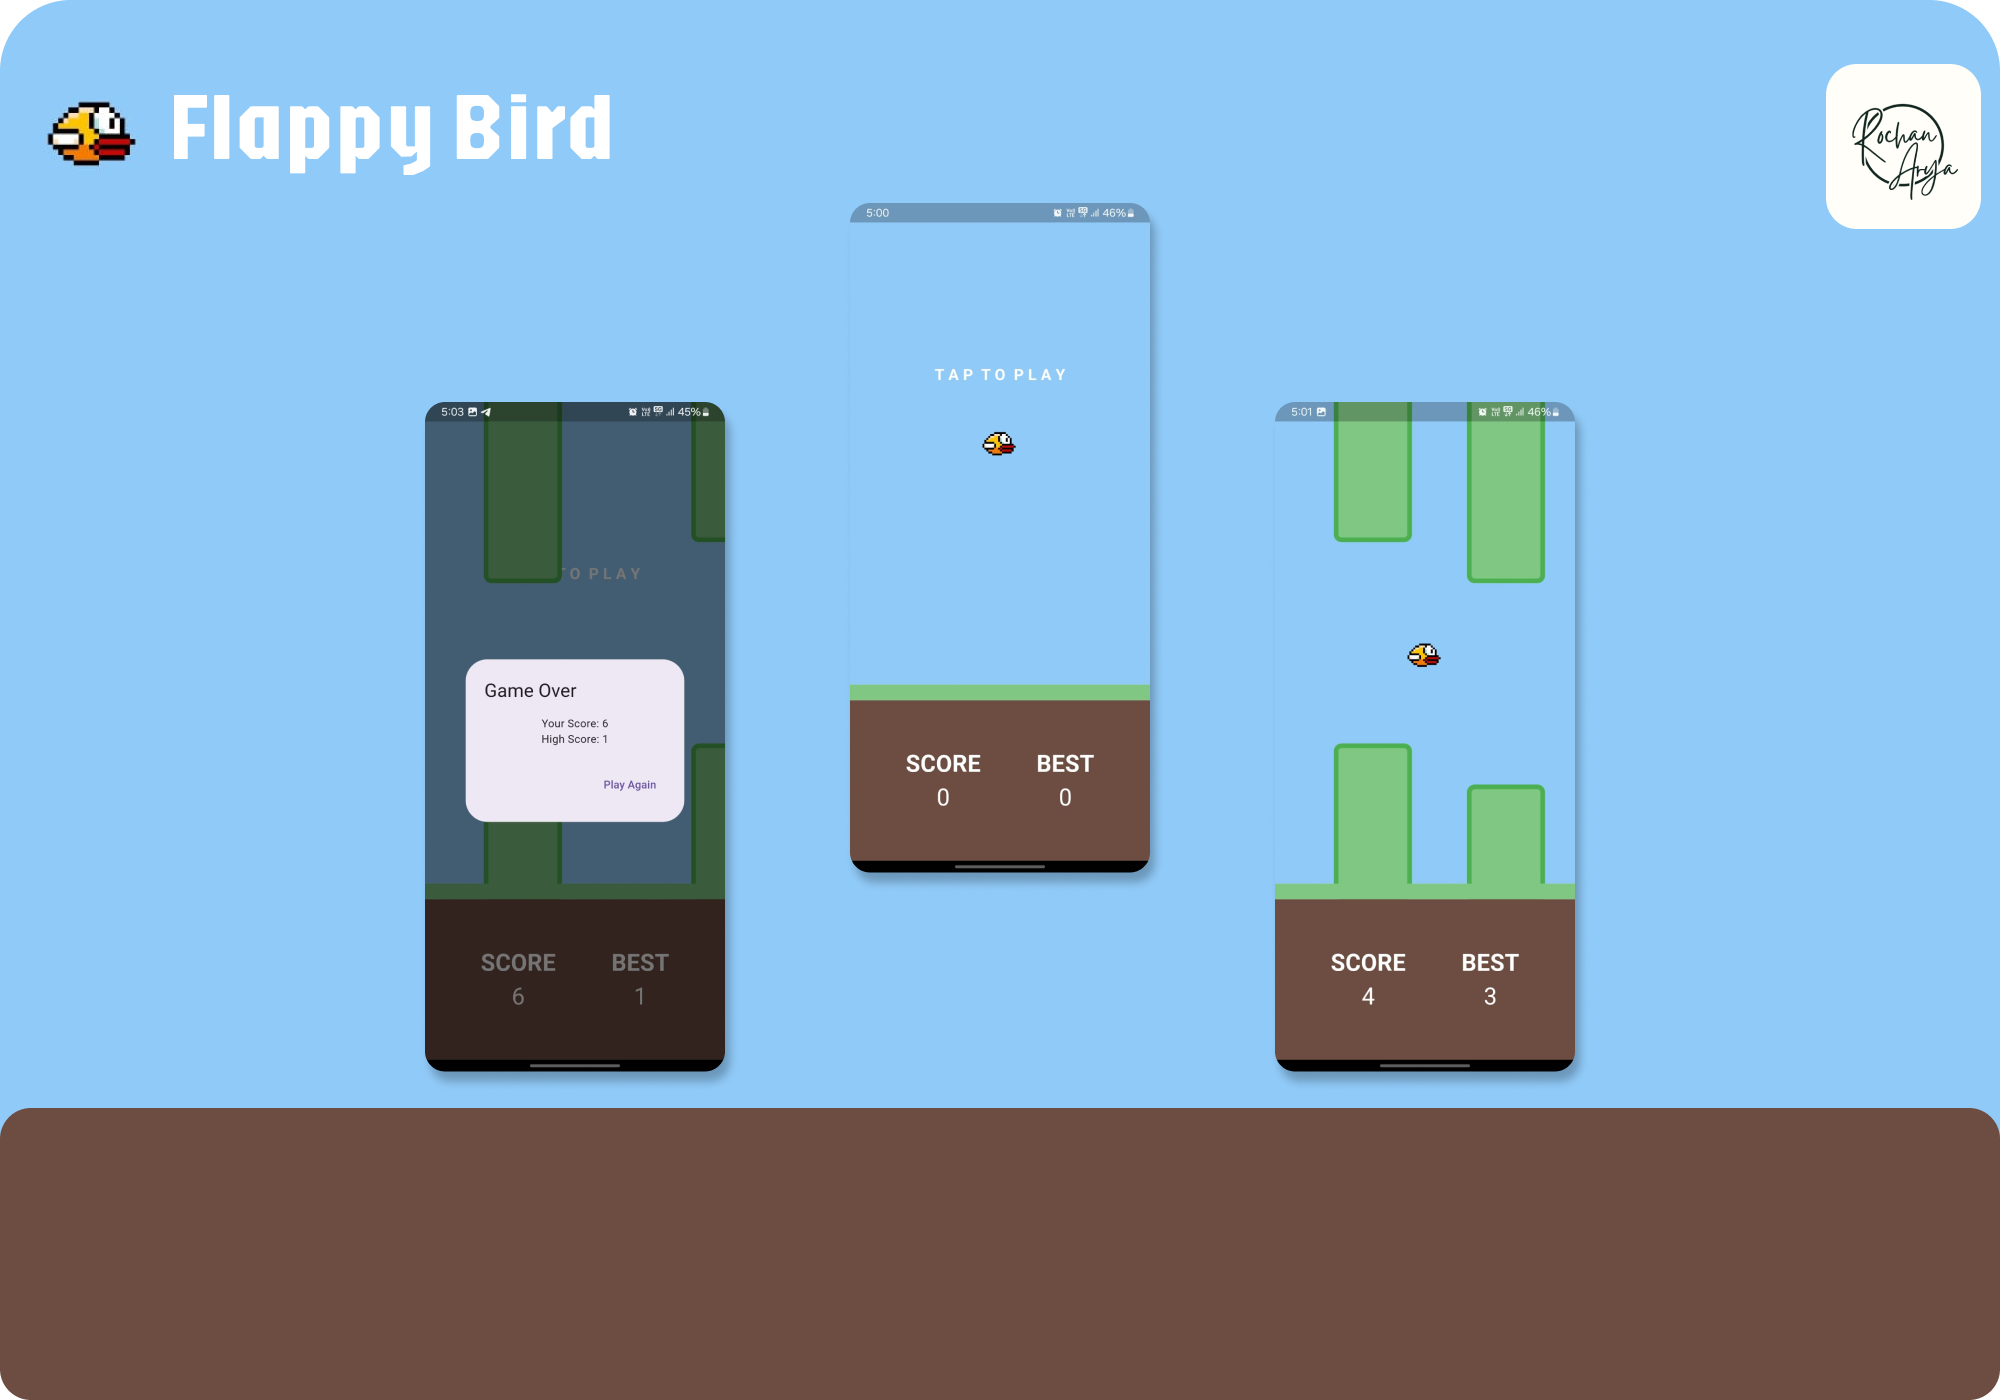 Flappy Bird
Rochan
Arya
5:03
45%
TO PLAY
Game Over
Your Score: 6
High Score: 1
Play Again
SCORE BEST
6 1
5:00
46%
TAP TO PLAY
SCORE BEST
0 0
5:01
46%
SCORE BEST
4 3